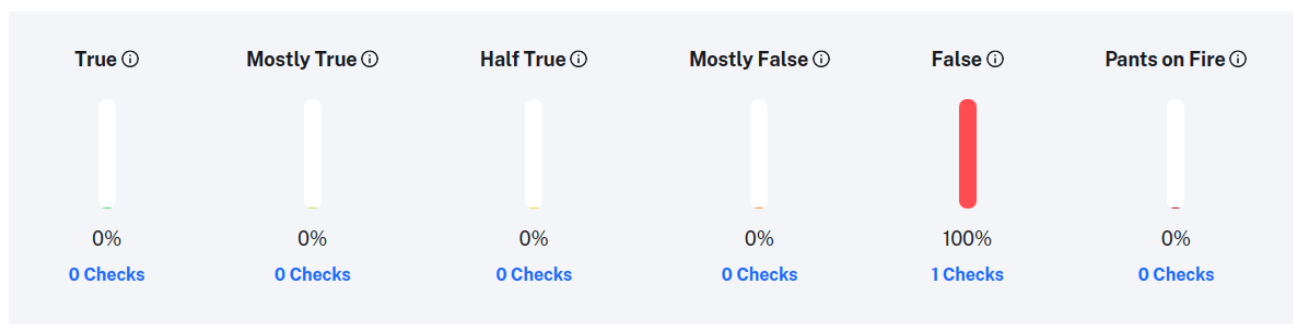 True ⓘ Mostly True ⓘ Half True ⓘ Mostly False ⓘ False ⓘ Pants on Fire ⓘ
0% 0% 0% 0% 100% 0%
0 Checks 0 Checks 0 Checks 0 Checks 1 Checks 0 Checks